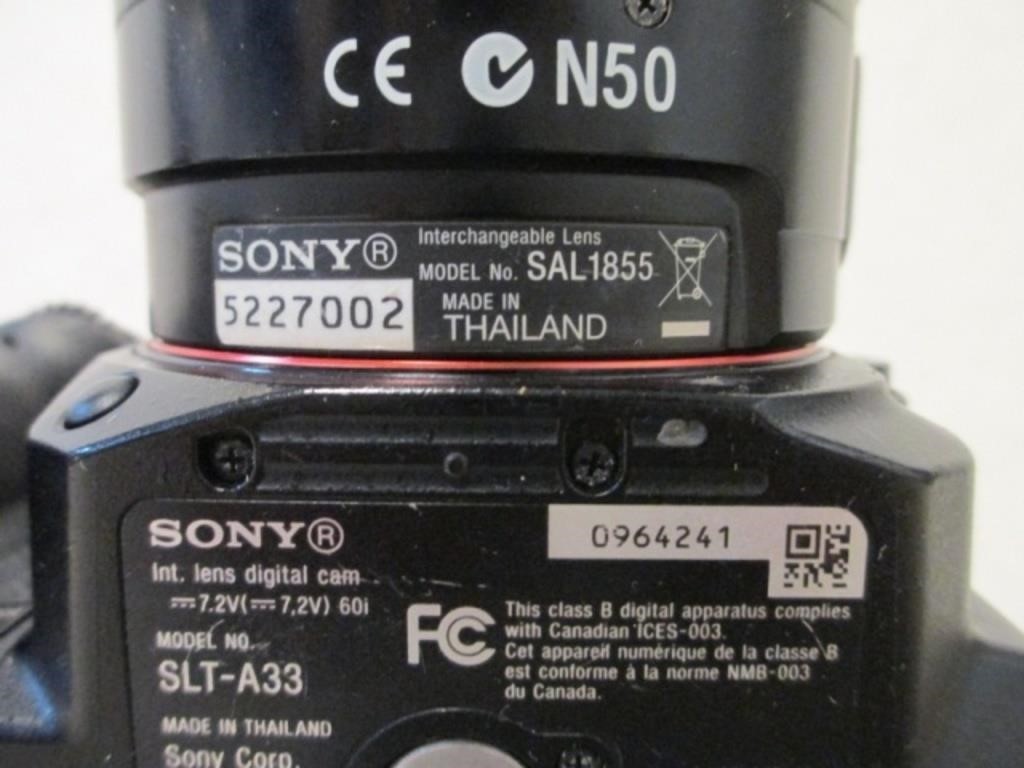 CE N50
SONY®
5227002
Interchangeable Lens
MODEL No. SAL1855
MADE IN
THAILAND
SONY®
0964241
Int. lens digital cam
7.2V(7,2V) 60i
MODEL NO.
SLT-A33
MADE IN THAILAND
Sony Corp.
FC
This class B digital apparatus complies
with Canadian ICES-003.
Cet appareil numérique de la classe B
est conforme à la norme NMB-003
du Canada.